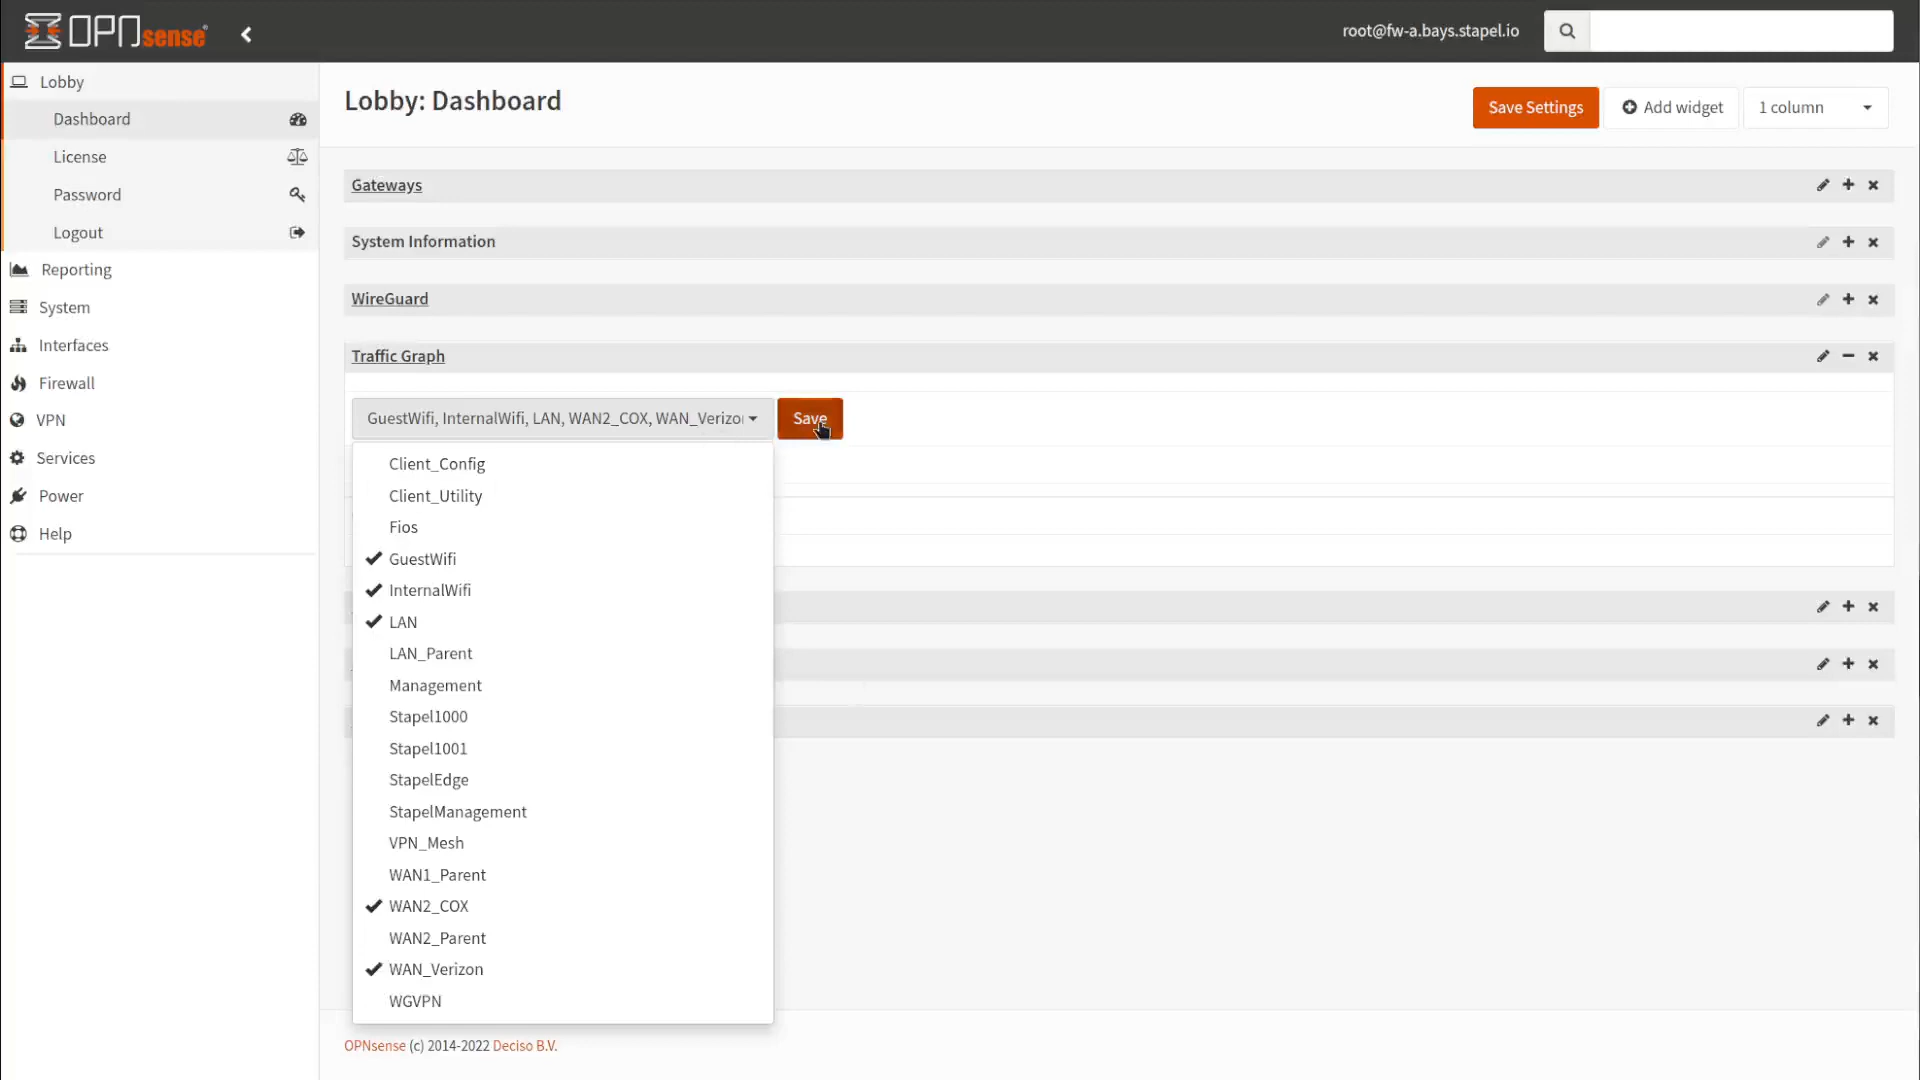 OPNsense
root@fw-a.bays.stapel.io
Lobby
Dashboard
License
Password
Logout
Reporting
System
Interfaces
Firewall
VPN
Services
Power
Help
Lobby: Dashboard
Save Settings
Add widget
1 column
Gateways
System Information
WireGuard
Traffic Graph
GuestWifi, InternalWifi, LAN, WAN2_COX, WAN_Verizo
Save
Client_Config
Client_Utility
Fios
GuestWifi
InternalWifi
LAN
LAN_Parent
Management
Stapel1000
Stapel1001
StapelEdge
StapelManagement
VPN_Mesh
WAN1_Parent
WAN2_COX
WAN2_Parent
WAN_Verizon
WGVPN
OPNsense (c) 2014-2022 Deciso B.V.